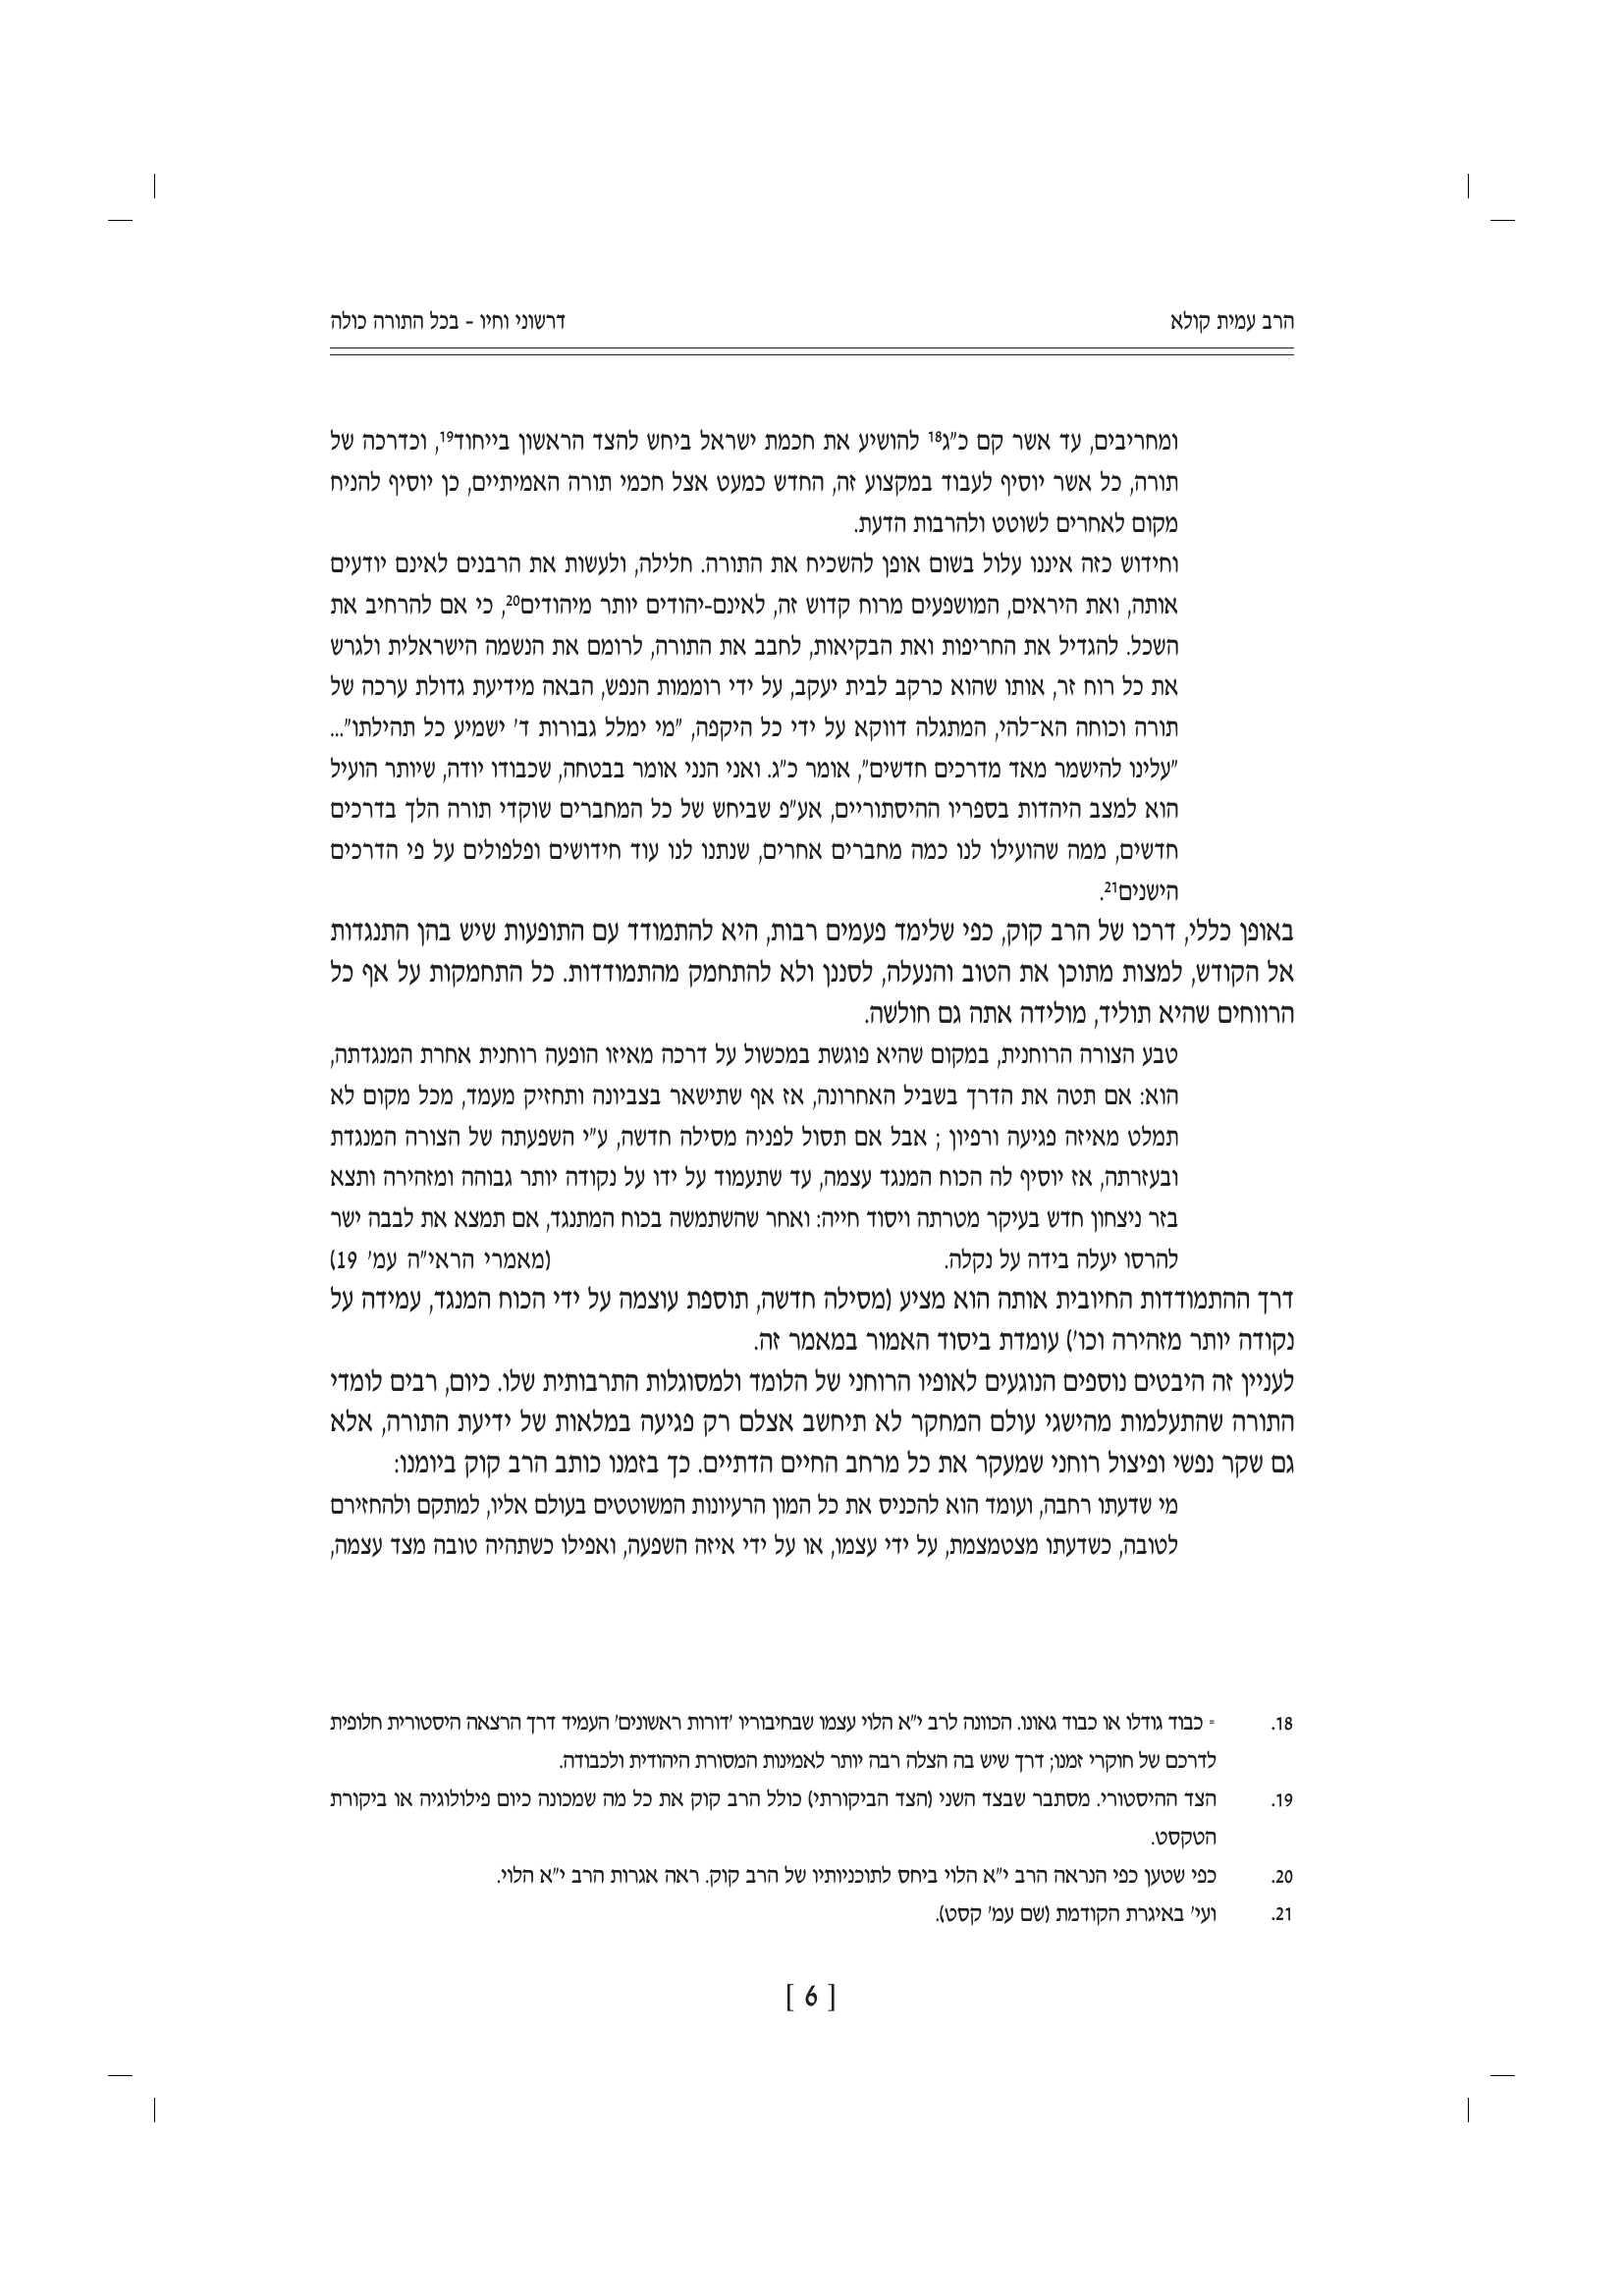 הרב עמית קולא
דרשוני וחיו - בכל התורה כולה
ומחריבים, עד אשר קם כ"ג18 להושיע את חכמת ישראל ביחש להצד הראשון בייחוד19, וכדרכה של
תורה, כל אשר יוסיף לעבוד במקצוע זה, החדש כמעט אצל חכמי תורה האמיתיים, כן יוסיף להניח
מקום לאחרים לשוטט ולהרבות הדעת.
וחידוש כזה איננו עלול בשום אופן להשכיח את התורה. חלילה, ולעשות את הרבנים לאינם יודעים
אותה, ואת היראים, המושפעים מרוח קדוש זה, לאינם-יהודים יותר מיהודים20, כי אם להרחיב את
השכל. להגדיל את החריפות ואת הבקיאות, לחבב את התורה, לרומם את הנשמה הישראלית ולגרש
את כל רוח זר, אותו שהוא כרקב לבית יעקב, על ידי רוממות הנפש, הבאה מידיעת גדולת ערכה של
תורה וכוחה הא־להי, המתגלה דווקא על ידי כל היקפה, "מי ימלל גבורות ד' ישמיע כל תהילתו"...
"עלינו להישמר מאד מדרכים חדשים", אומר כ"ג. ואני הנני אומר בבטחה, שכבודו יודה, שיותר הועיל
הוא למצב היהדות בספריו ההיסתוריים, אע"פ שביחש של כל המחברים שוקדי תורה הלך בדרכים
חדשים, ממה שהועילו לנו כמה מחברים אחרים, שנתנו לנו עוד חידושים ופלפולים על פי הדרכים
הישנים21.
באופן כללי, דרכו של הרב קוק, כפי שלימד פעמים רבות, היא להתמודד עם התופעות שיש בהן התנגדות
אל הקודש, למצות מתוכן את הטוב והנעלה, לסננן ולא להתחמק מהתמודדות. כל התחמקות על אף כל
הרווחים שהיא תוליד, מולידה אתה גם חולשה.
טבע הצורה הרוחנית, במקום שהיא פוגשת במכשול על דרכה מאיזו הופעה רוחנית אחרת המנגדתה,
הוא: אם תטה את הדרך בשביל האחרונה, אז אף שתישאר בצביונה ותחזיק מעמד, מכל מקום לא
תמלט מאיזה פגיעה ורפיון ; אבל אם תסול לפניה מסילה חדשה, ע"י השפעתה של הצורה המנגדת
ובעזרתה, אז יוסיף לה הכוח המנגד עצמה, עד שתעמוד על ידו על נקודה יותר גבוהה ומזהירה ותצא
בזר ניצחון חדש בעיקר מטרתה ויסוד חייה: ואחר שהשתמשה בכוח המתנגד, אם תמצא את לבבה ישר
להרסו יעלה בידה על נקלה. (מאמרי הראי"ה עמ' 19)
דרך ההתמודדות החיובית אותה הוא מציע (מסילה חדשה, תוספת עוצמה על ידי הכוח המנגד, עמידה על
נקודה יותר מזהירה וכו') עומדת ביסוד האמור במאמר זה.
לעניין זה היבטים נוספים הנוגעים לאופיו הרוחני של הלומד ולמסוגלות התרבותית שלו. כיום, רבים לומדי
התורה שהתעלמות מהישגי עולם המחקר לא תיחשב אצלם רק פגיעה במלאות של ידיעת התורה, אלא
גם שקר נפשי ופיצול רוחני שמעקר את כל מרחב החיים הדתיים. כך בזמנו כותב הרב קוק ביומנו:
מי שדעתו רחבה, ועומד הוא להכניס את כל המון הרעיונות המשוטטים בעולם אליו, למתקם ולהחזירם
לטובה, כשדעתו מצטמצמת, על ידי עצמו, או על ידי איזה השפעה, ואפילו כשתהיה טובה מצד עצמה,
18. = כבוד גודלו או כבוד גאונו. הכוונה לרב י"א הלוי עצמו שבחיבוריו 'דורות ראשונים' העמיד דרך הרצאה היסטורית חלופית
לדרכם של חוקרי זמנו; דרך שיש בה הצלה רבה יותר לאמינות המסורת היהודית ולכבודה.
19. הצד ההיסטורי. מסתבר שבצד השני (הצד הביקורתי) כולל הרב קוק את כל מה שמכונה כיום פילולוגיה או ביקורת
הטקסט.
20. כפי שטען כפי הנראה הרב י"א הלוי ביחס לתוכניותיו של הרב קוק. ראה אגרות הרב י"א הלוי.
21. ועי' באיגרת הקודמת (שם עמ' קסט).
[ 6 ]